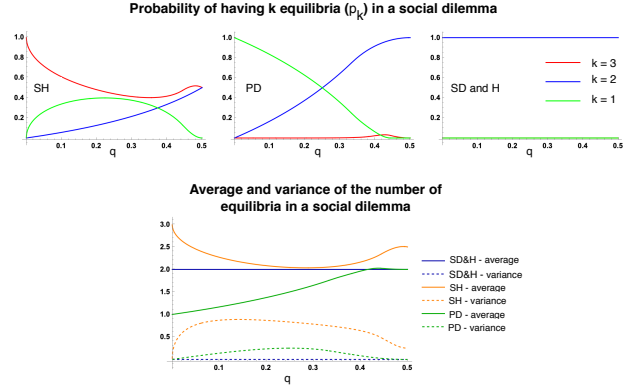 Probability of having k equilibria (pk) in a social dilemma
1.0
0.8
0.6
0.4
0.2
0.1 0.2 0.3 0.4 0.5
q
SH
1.0
0.8
0.6
0.4
0.2
0.1 0.2 0.3 0.4 0.5
q
PD
1.0
0.8
0.6
0.4
0.2
0.1 0.2 0.3 0.4 0.5
q
SD and H
k = 3
k = 2
k = 1
Average and variance of the number of
equilibria in a social dilemma
3.0
2.5
2.0
1.5
1.0
0.5
0.1 0.2 0.3 0.4 0.5
q
SD&H - average
SD&H - variance
SH - average
SH - variance
PD - average
PD - variance